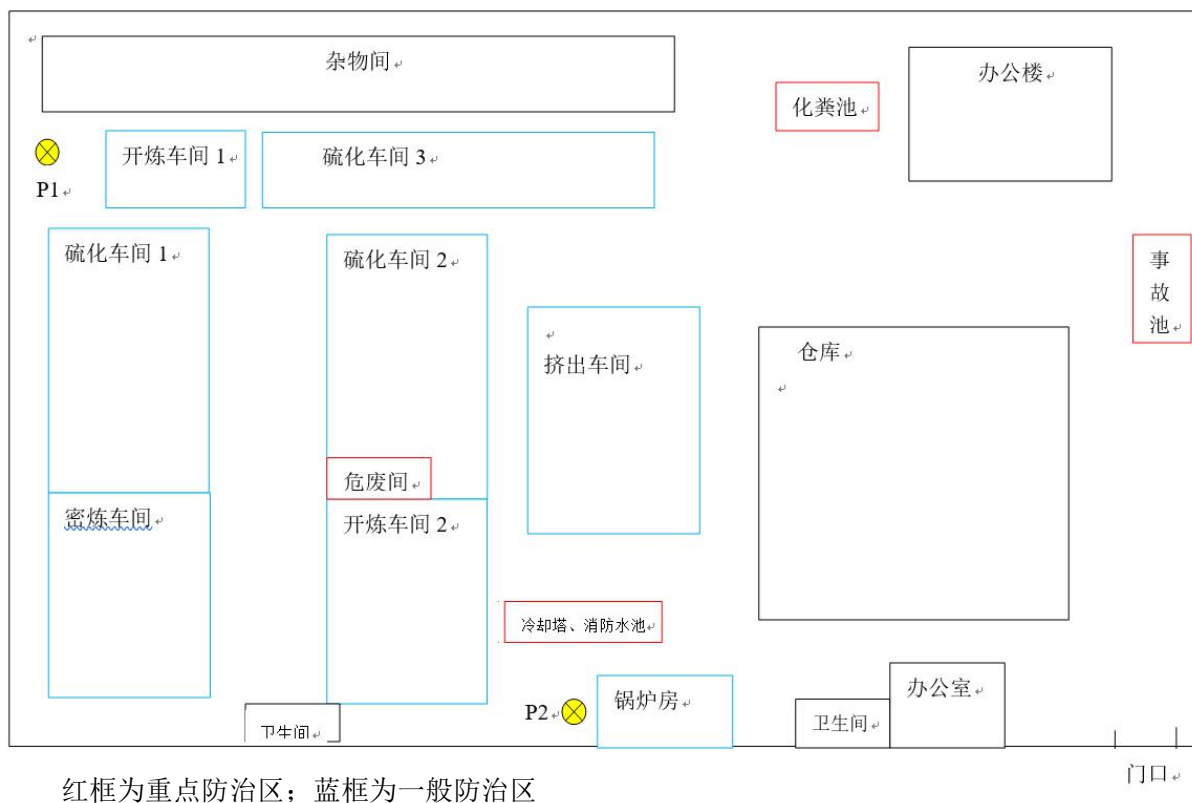 杂物间
办公楼
化粪池
开炼车间 1
硫化车间 3
P1
硫化车间 1
硫化车间 2
事
故
池
挤出车间
仓库
危废间
密炼车间
开炼车间 2
冷却塔、消防水池
办公室
锅炉房
P2
卫生间
卫生间
门口
红框为重点防治区；蓝框为一般防治区